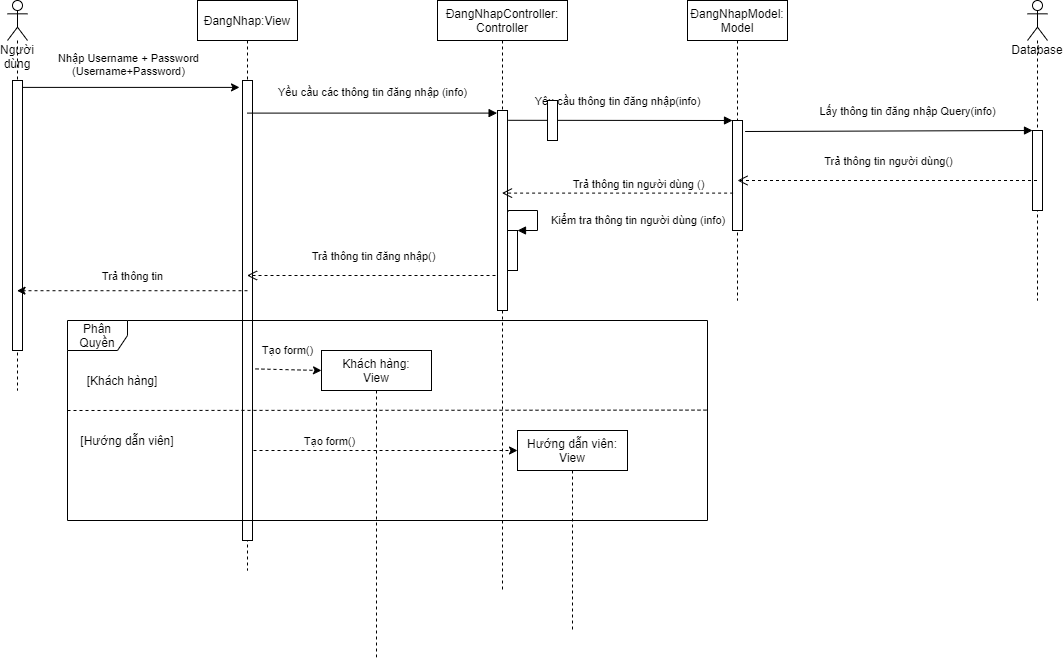 ĐangNhap:View
ĐangNhapController:
Controller
ĐangNhapModel:
Model
Người
dùng
Database
Nhập Username + Password
(Username+Password)
Yều cầu các thông tin đăng nhập (info)
Yêu cầu thông tin đăng nhập(info)
Lấy thông tin đăng nhập Query(info)
Trả thông tin người dùng()
Trả thông tin người dùng ()
Kiểm tra thông tin người dùng (info)
Trả thông tin đăng nhập()
Trả thông tin
Phân
Quyền
Tạo form()
Khách hàng:
View
[Khách hàng]
[Hướng dẫn viên]
Tạo form()
Hướng dẫn viên:
View